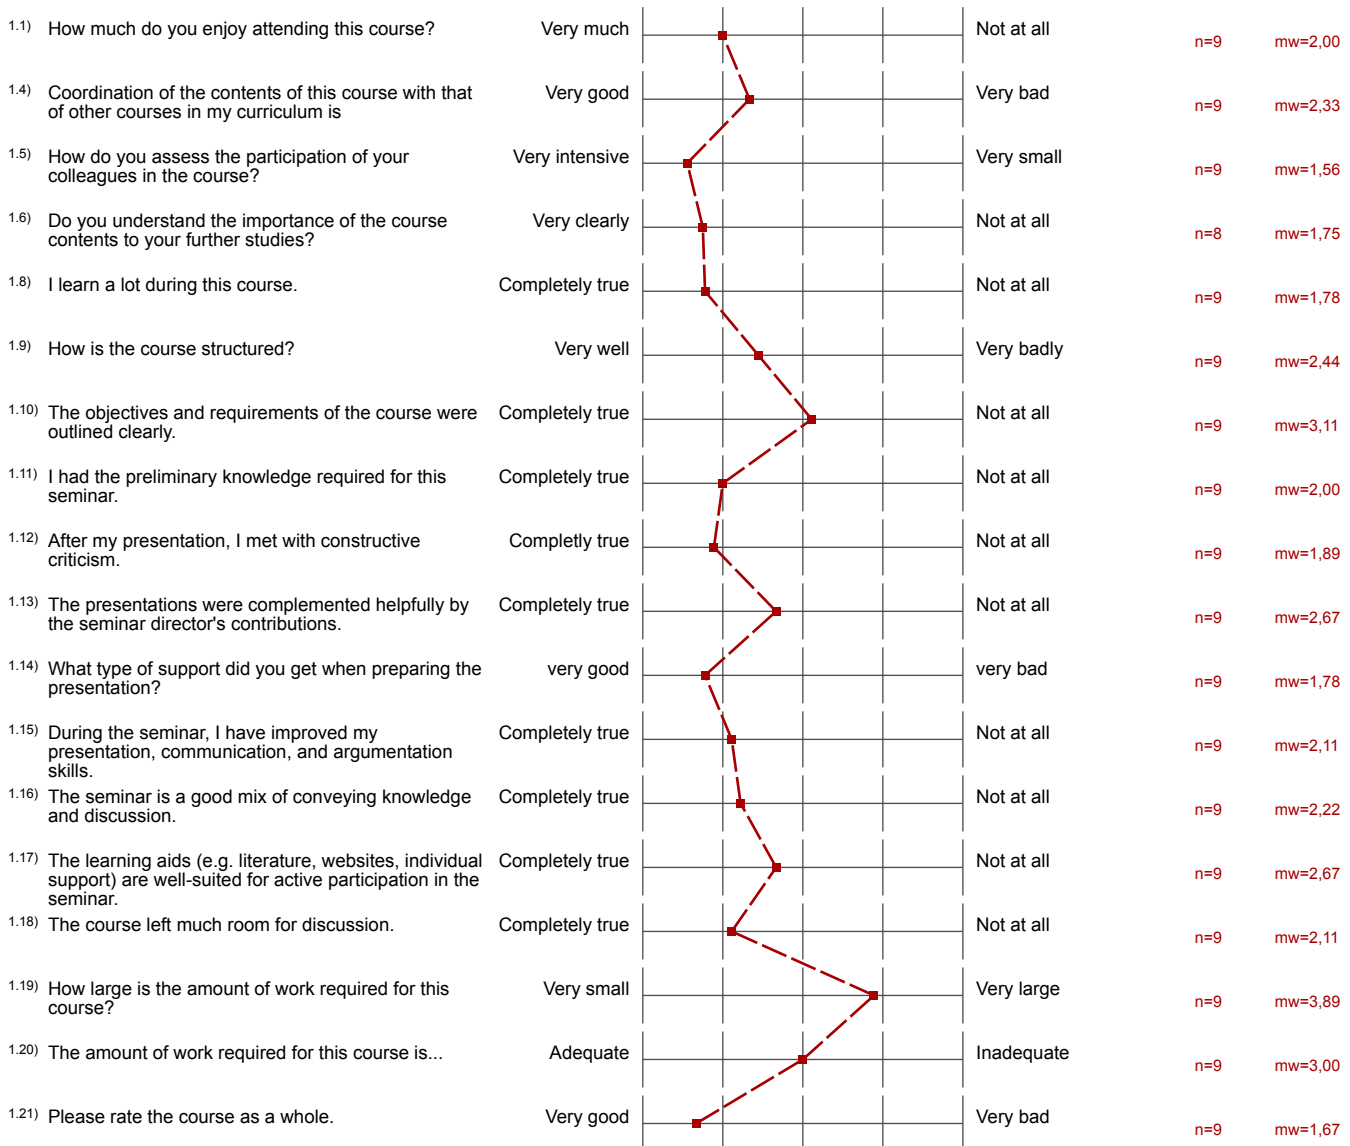 1.1) How much do you enjoy attending this course? Very much Not at all n=9 mw=2,00
1.4) Coordination of the contents of this course with that Very good Very bad n=9 mw=2,33
of other courses in my curriculum is
1.5) How do you assess the participation of your Very intensive Very small n=9 mw=1,56
colleagues in the course?
1.6) Do you understand the importance of the course Very clearly Not at all n=8 mw=1,75
contents to your further studies?
1.8) I learn a lot during this course. Completely true Not at all n=9 mw=1,78
1.9) How is the course structured? Very well Very badly n=9 mw=2,44
1.10) The objectives and requirements of the course were Completely true Not at all n=9 mw=3,11
outlined clearly.
1.11) I had the preliminary knowledge required for this Completely true Not at all n=9 mw=2,00
seminar.
1.12) After my presentation, I met with constructive Completly true Not at all n=9 mw=1,89
criticism.
1.13) The presentations were complemented helpfully by Completely true Not at all n=9 mw=2,67
the seminar director's contributions.
1.14) What type of support did you get when preparing the very good very bad n=9 mw=1,78
presentation?
1.15) During the seminar, I have improved my Completely true Not at all n=9 mw=2,11
presentation, communication, and argumentation
skills.
1.16) The seminar is a good mix of conveying knowledge Completely true Not at all n=9 mw=2,22
and discussion.
1.17) The learning aids (e.g. literature, websites, individual Completely true Not at all n=9 mw=2,67
support) are well-suited for active participation in the
seminar.
1.18) The course left much room for discussion. Completely true Not at all n=9 mw=2,11
1.19) How large is the amount of work required for this Very small Very large n=9 mw=3,89
course?
1.20) The amount of work required for this course is... Adequate Inadequate n=9 mw=3,00
1.21) Please rate the course as a whole. Very good Very bad n=9 mw=1,67